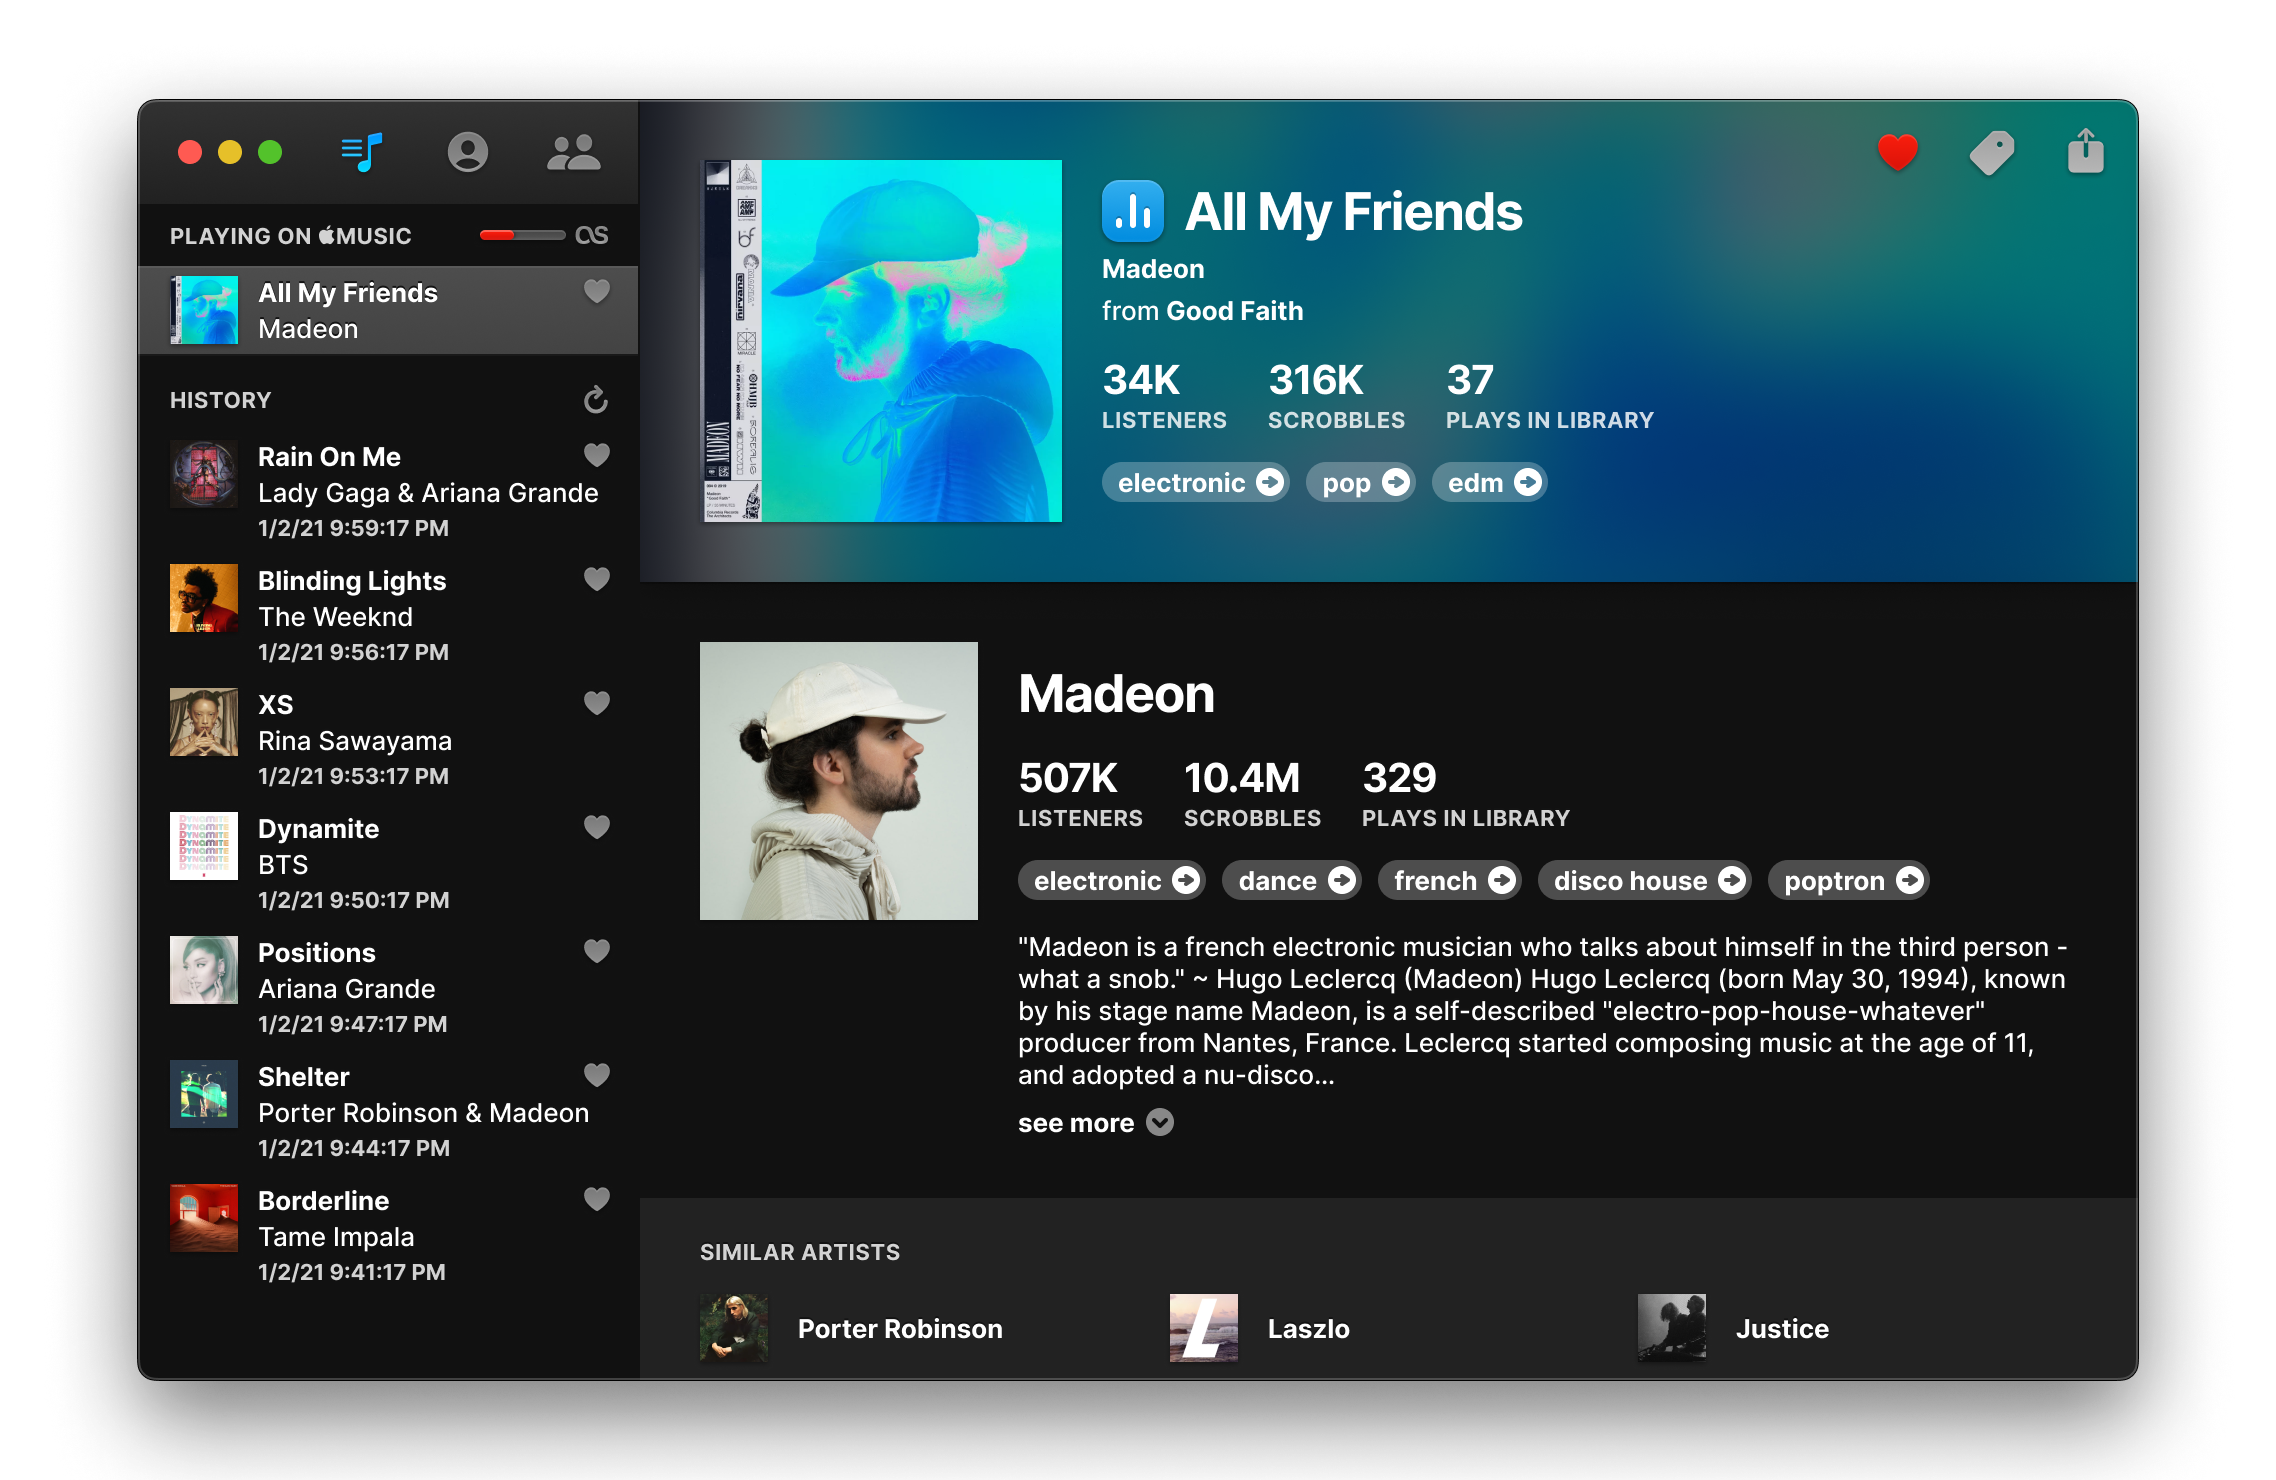 PLAYING ON MUSIC
All My Friends
Madeon
HISTORY
Rain On Me
Lady Gaga & Ariana Grande
1/2/21 9:59:17 PM
Blinding Lights
The Weeknd
1/2/21 9:56:17 PM
XS
Rina Sawayama
1/2/21 9:53:17 PM
Dynamite
BTS
1/2/21 9:50:17 PM
Positions
Ariana Grande
1/2/21 9:47:17 PM
Shelter
Porter Robinson & Madeon
1/2/21 9:44:17 PM
Borderline
Tame Impala
1/2/21 9:41:17 PM
MADEON
nirvana
All My Friends
Madeon
from Good Faith
34K 316K 37
LISTENERS SCROBBLES PLAYS IN LIBRARY
electronic pop edm
Madeon
507K 10.4M 329
LISTENERS SCROBBLES PLAYS IN LIBRARY
electronic dance french disco house poptron
"Madeon is a french electronic musician who talks about himself in the third person -
what a snob." ~ Hugo Leclercq (Madeon) Hugo Leclercq (born May 30, 1994), known
by his stage name Madeon, is a self-described "electro-pop-house-whatever"
producer from Nantes, France. Leclercq started composing music at the age of 11,
and adopted a nu-disco...
see more
SIMILAR ARTISTS
Porter Robinson Laszlo Justice